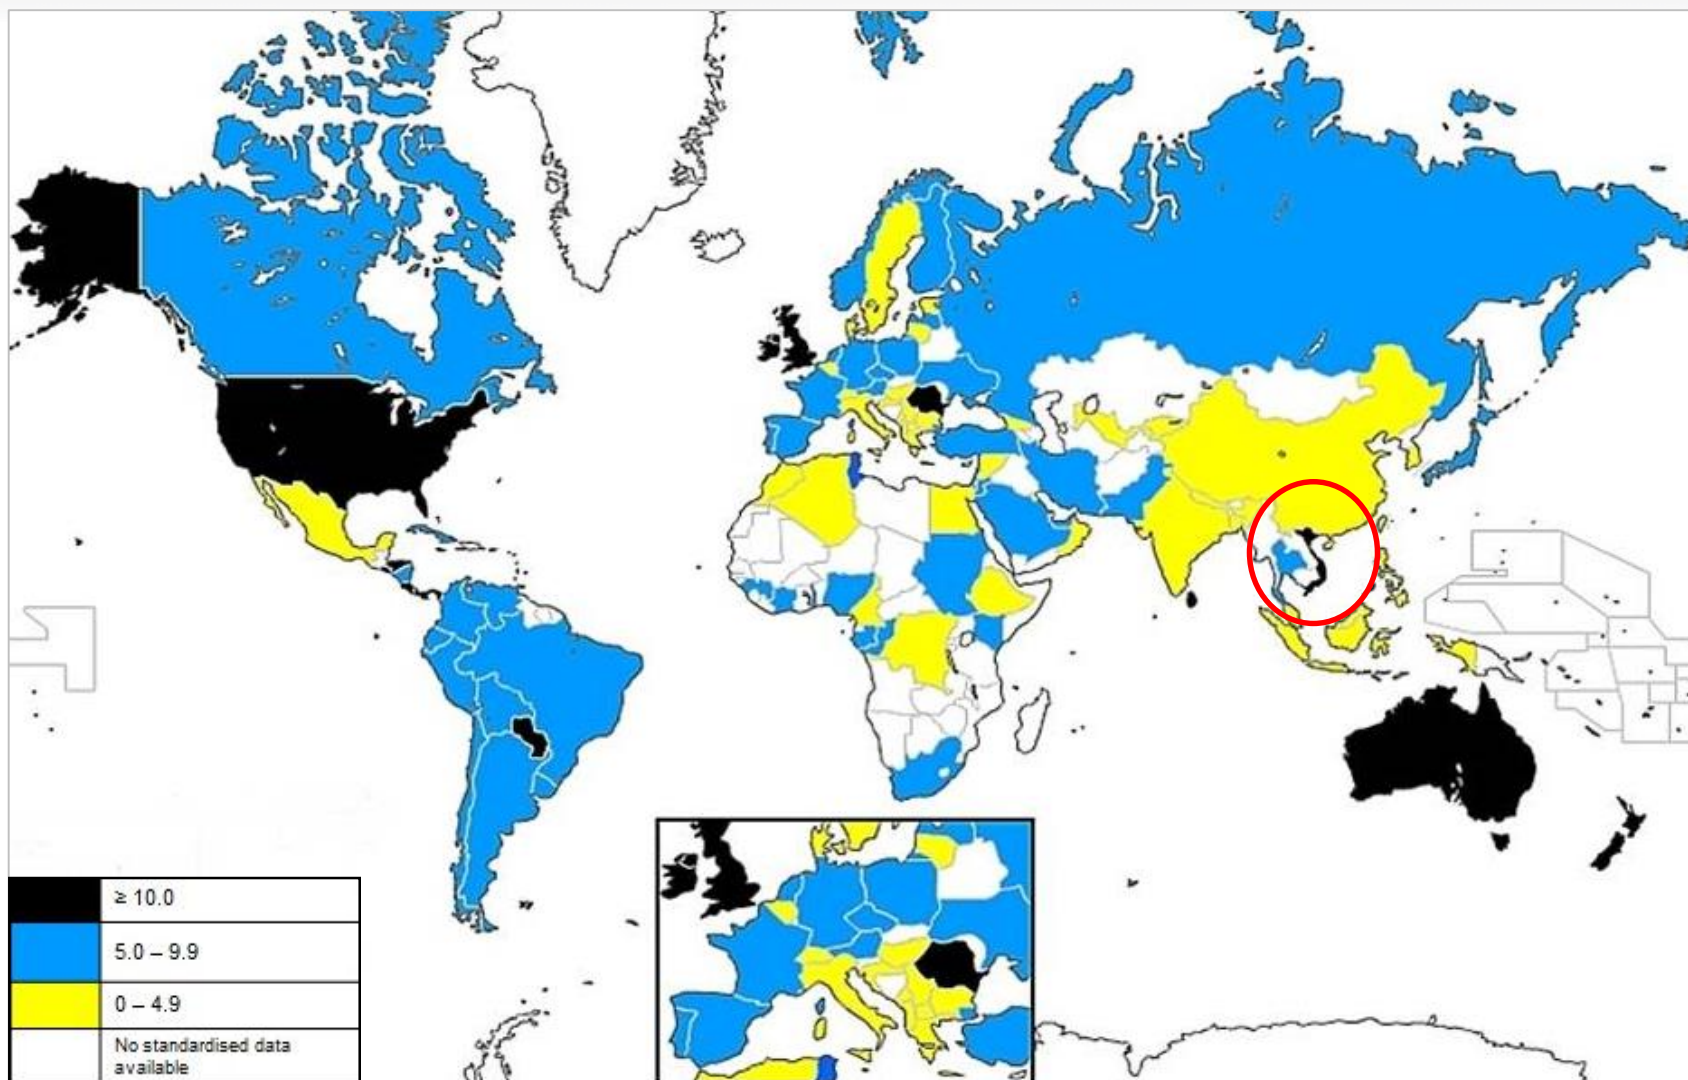 ≥ 10.0
5.0 – 9.9
0 – 4.9
No standardised data
available